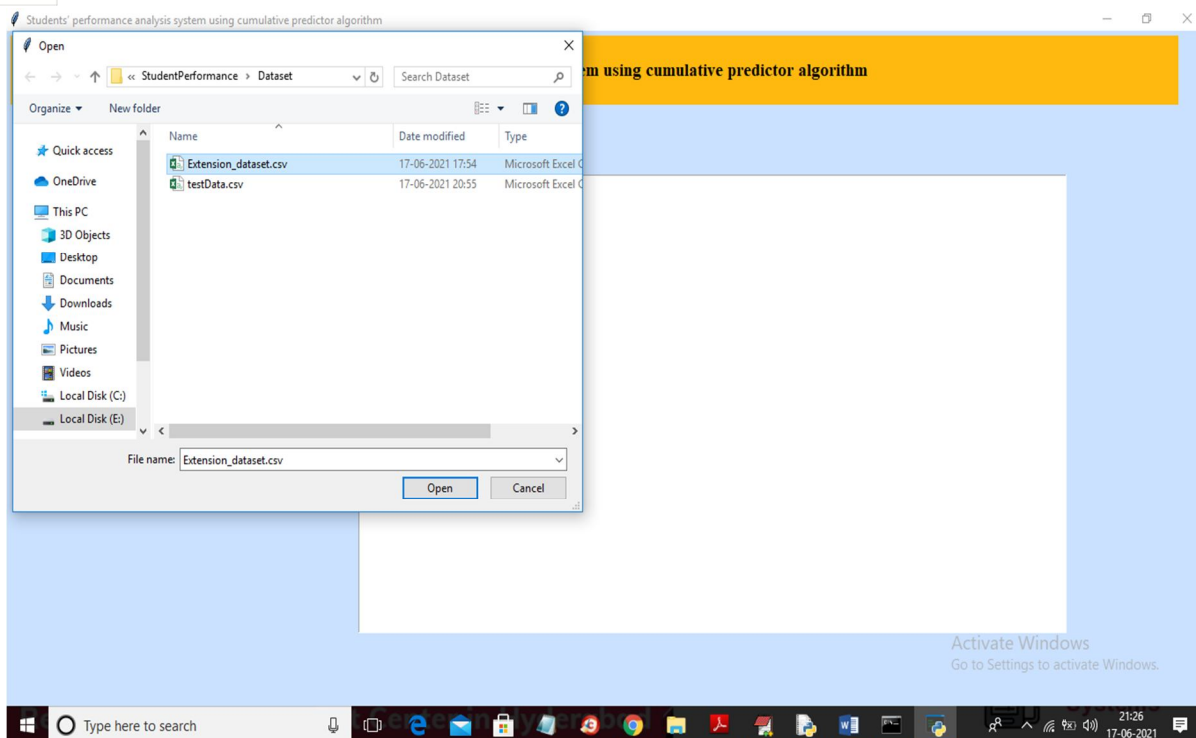 Students' performance analysis system using cumulative predictor algorithm
Open
em using cumulative predictor algorithm
« StudentPerformance > Dataset
Search Dataset
Organize
New folder
Name
Date modified
Type
Quick access
OneDrive
This PC
3D Objects
Desktop
Documents
Downloads
Music
Pictures
Videos
Local Disk (C:)
Local Disk (E:)
Extension_dataset.csv 17-06-2021 17:54 Microsoft Excel C
testData.csv 17-06-2021 20:55 Microsoft Excel C
File name: Extension_dataset.csv
Open
Cancel
Activate Windows
Go to Settings to activate Windows.
Type here to search
21:26
17-06-2021